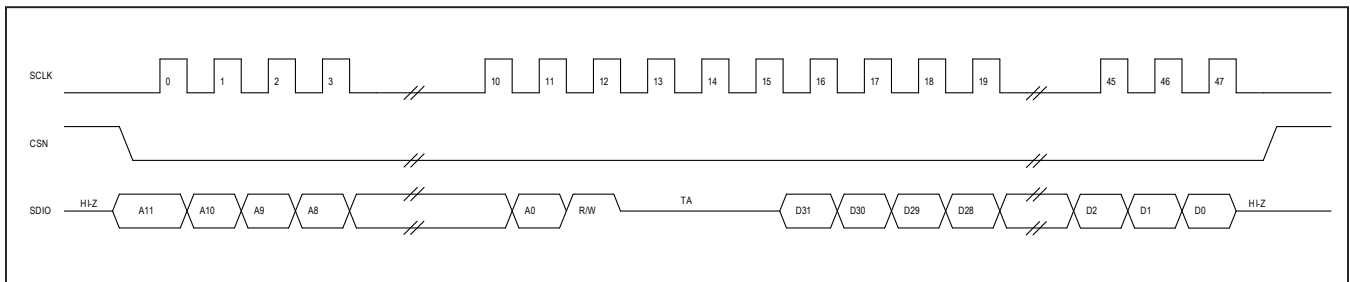 SCLK 0 1 2 3 10 11 12 13 14 15 16 17 18 19 45 46 47
CSN
SDIO HI-Z A11 A10 A9 A8 A0 R/W TA D31 D30 D29 D28 D2 D1 D0 HI-Z